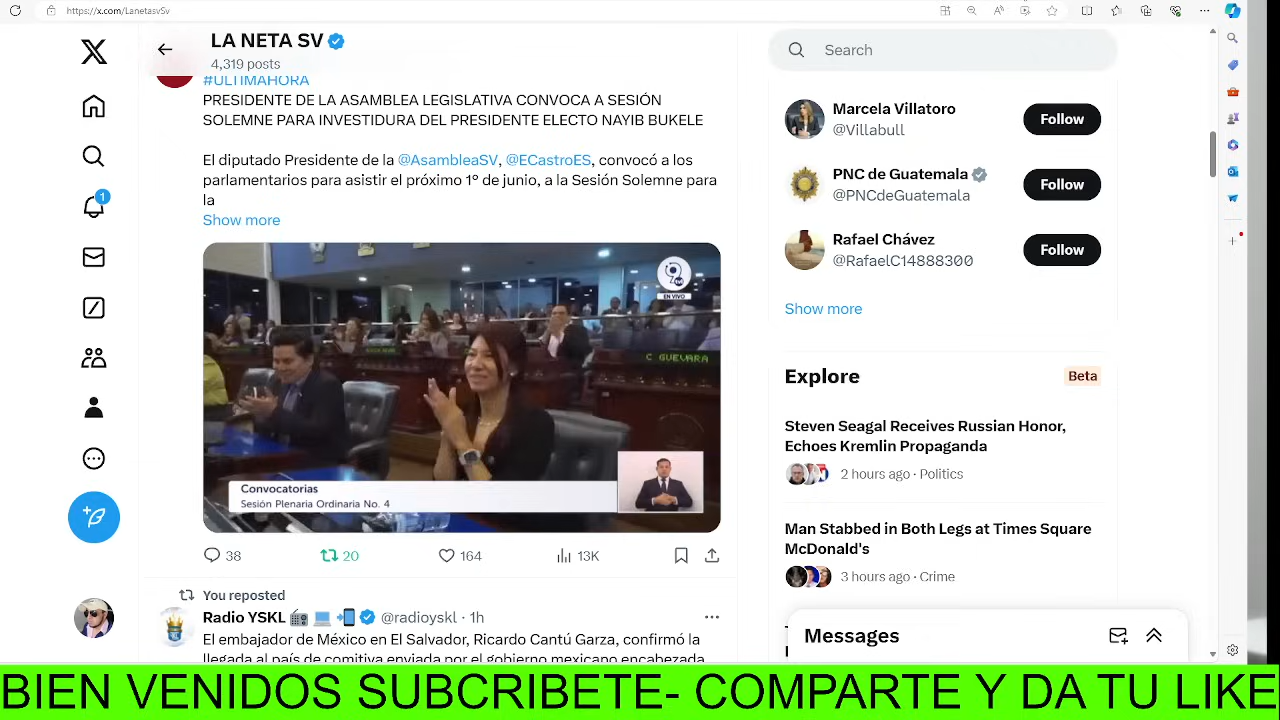 https://x.com/LanetasvSv
LA NETA SV
4,319 posts
#ULTIMAHORA
PRESIDENTE DE LA ASAMBLEA LEGISLATIVA CONVOCA A SESIÓN
SOLEMNE PARA INVESTIDURA DEL PRESIDENTE ELECTO NAYIB BUKELE
El diputado Presidente de la @AsambleaSV, @ECastroES, convocó a los
parlamentarios para asistir el próximo 1° de junio, a la Sesión Solemne para
la
Show more
9
EN VIVO
C GUEVARA
Convocatorias
Sesión Plenaria Ordinaria No. 4
38
20
164
13K
You reposted
Radio YSKL @radioyskl · 1h
El embajador de México en El Salvador, Ricardo Cantú Garza, confirmó la
llegada al país de comitiva enviada por el gobierno mexicano encabezada
1
Search
Marcela Villatoro
@Villabull
Follow
PNC de Guatemala
@PNCdeGuatemala
Follow
Rafael Chávez
@RafaelC14888300
Follow
Show more
Explore
Beta
Steven Seagal Receives Russian Honor,
Echoes Kremlin Propaganda
2 hours ago · Politics
Man Stabbed in Both Legs at Times Square
McDonald's
3 hours ago · Crime
Messages
BIEN VENIDOS SUBCRIBETE- COMPARTE Y DA TU LIKE